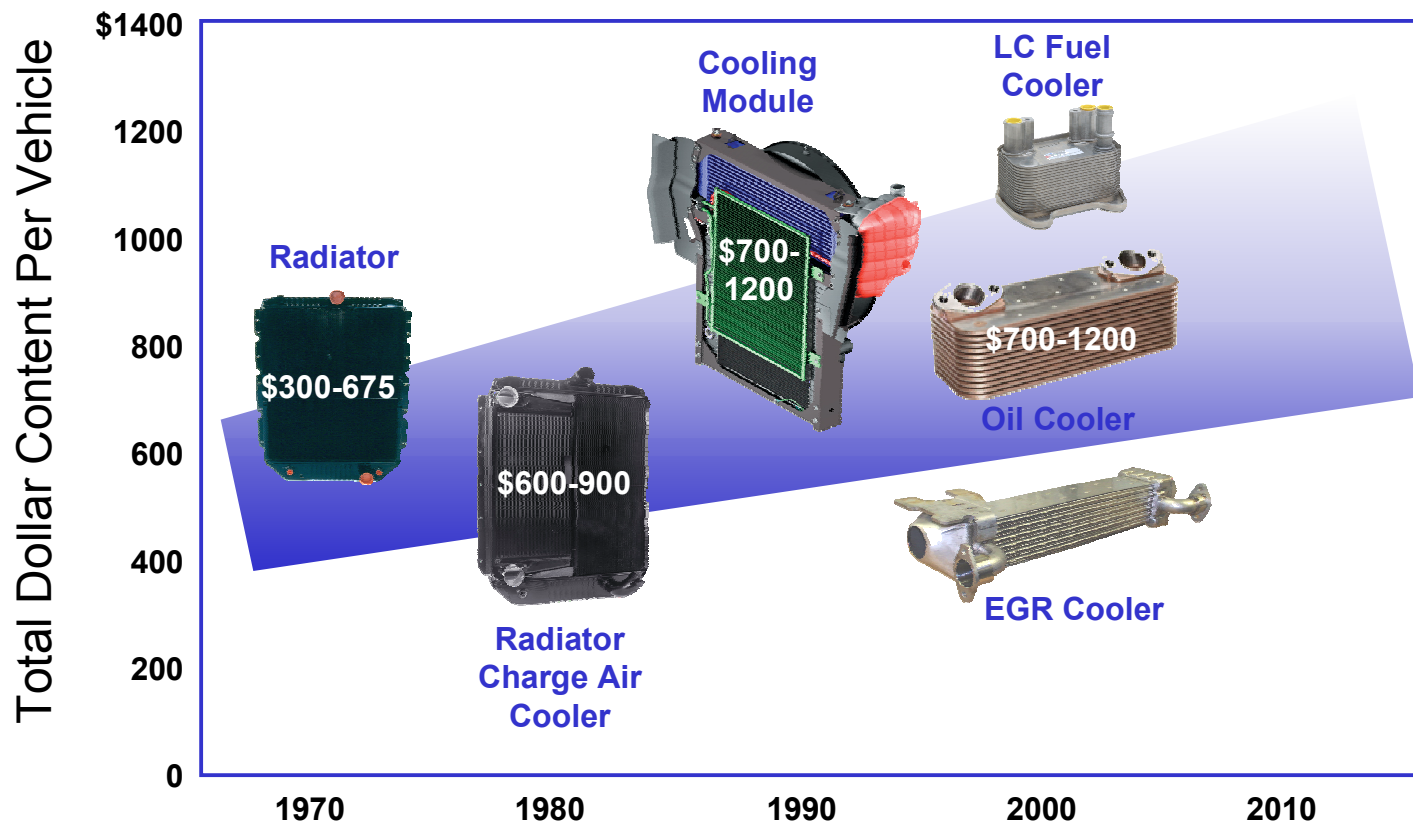 Total Dollar Content Per Vehicle
$1400
1200
1000
800
600
400
200
0
Radiator
$300-675
$600-900
Radiator
Charge Air
Cooler
Cooling
Module
$700-
1200
LC Fuel
Cooler
$700-1200
Oil Cooler
EGR Cooler
1970
1980
1990
2000
2010